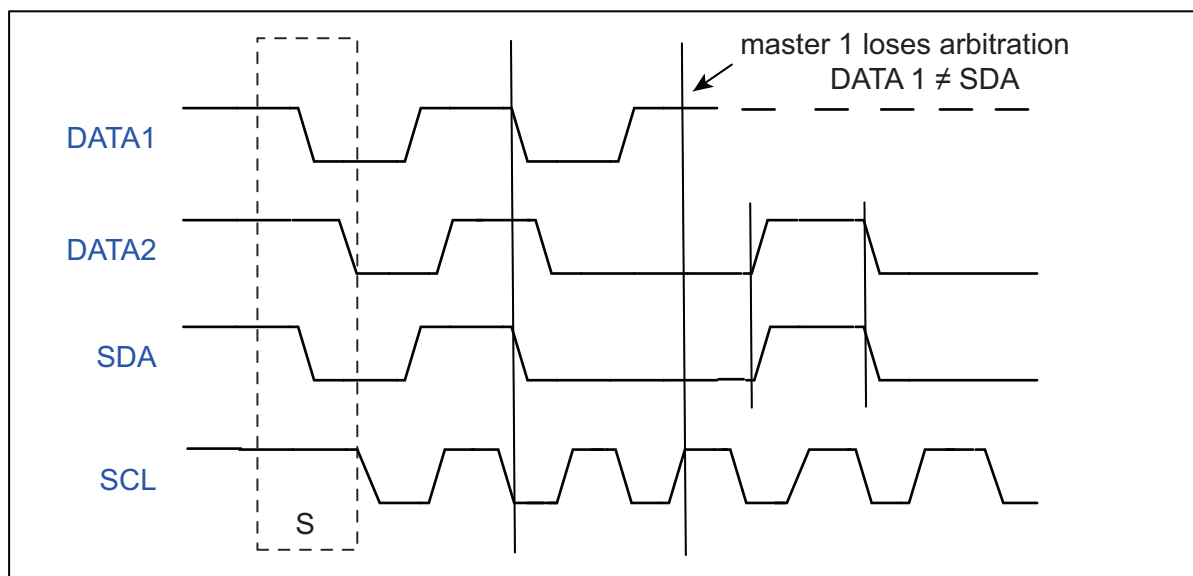 master 1 loses arbitration
DATA 1 ≠ SDA
DATA1
DATA2
SDA
SCL
S